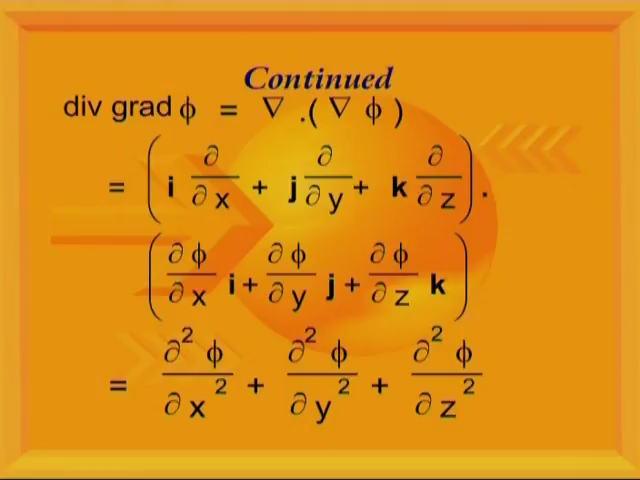 Continued
div grad ϕ = ∇ .( ∇ ϕ )
= ( i ∂/∂x + j ∂/∂y + k ∂/∂z ) .
( ∂ϕ/∂x i + ∂ϕ/∂y j + ∂ϕ/∂z k )
= ∂²ϕ/∂x² + ∂²ϕ/∂y² + ∂²ϕ/∂z²